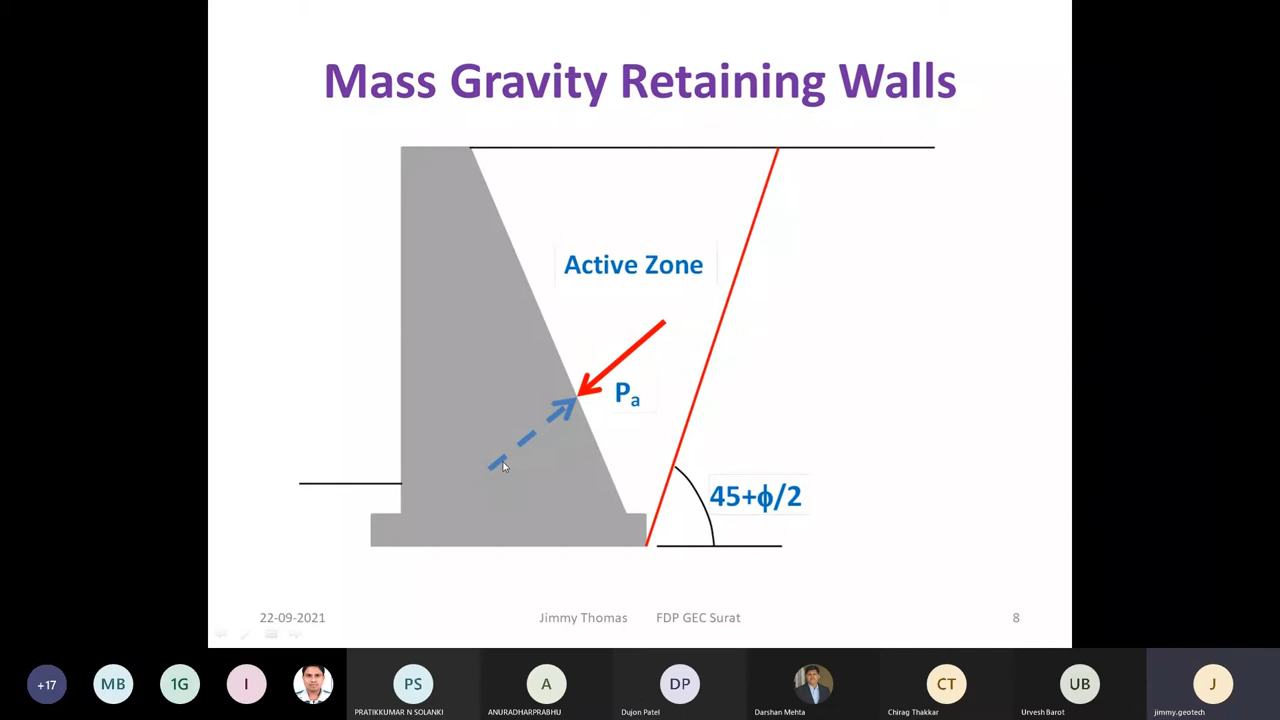 Mass Gravity Retaining Walls
Active Zone
Pa
45+ϕ/2
22-09-2021
Jimmy Thomas FDP GEC Surat
8
+17
MB
1G
I
PS
A
DP
CT
UB
J
PRATIKKUMAR N SOLANKI
ANURADHARPRABHU
Dujon Patel
Darshan Mehta
Chirag Thakkar
Urvesh Barot
jimmy.geotech